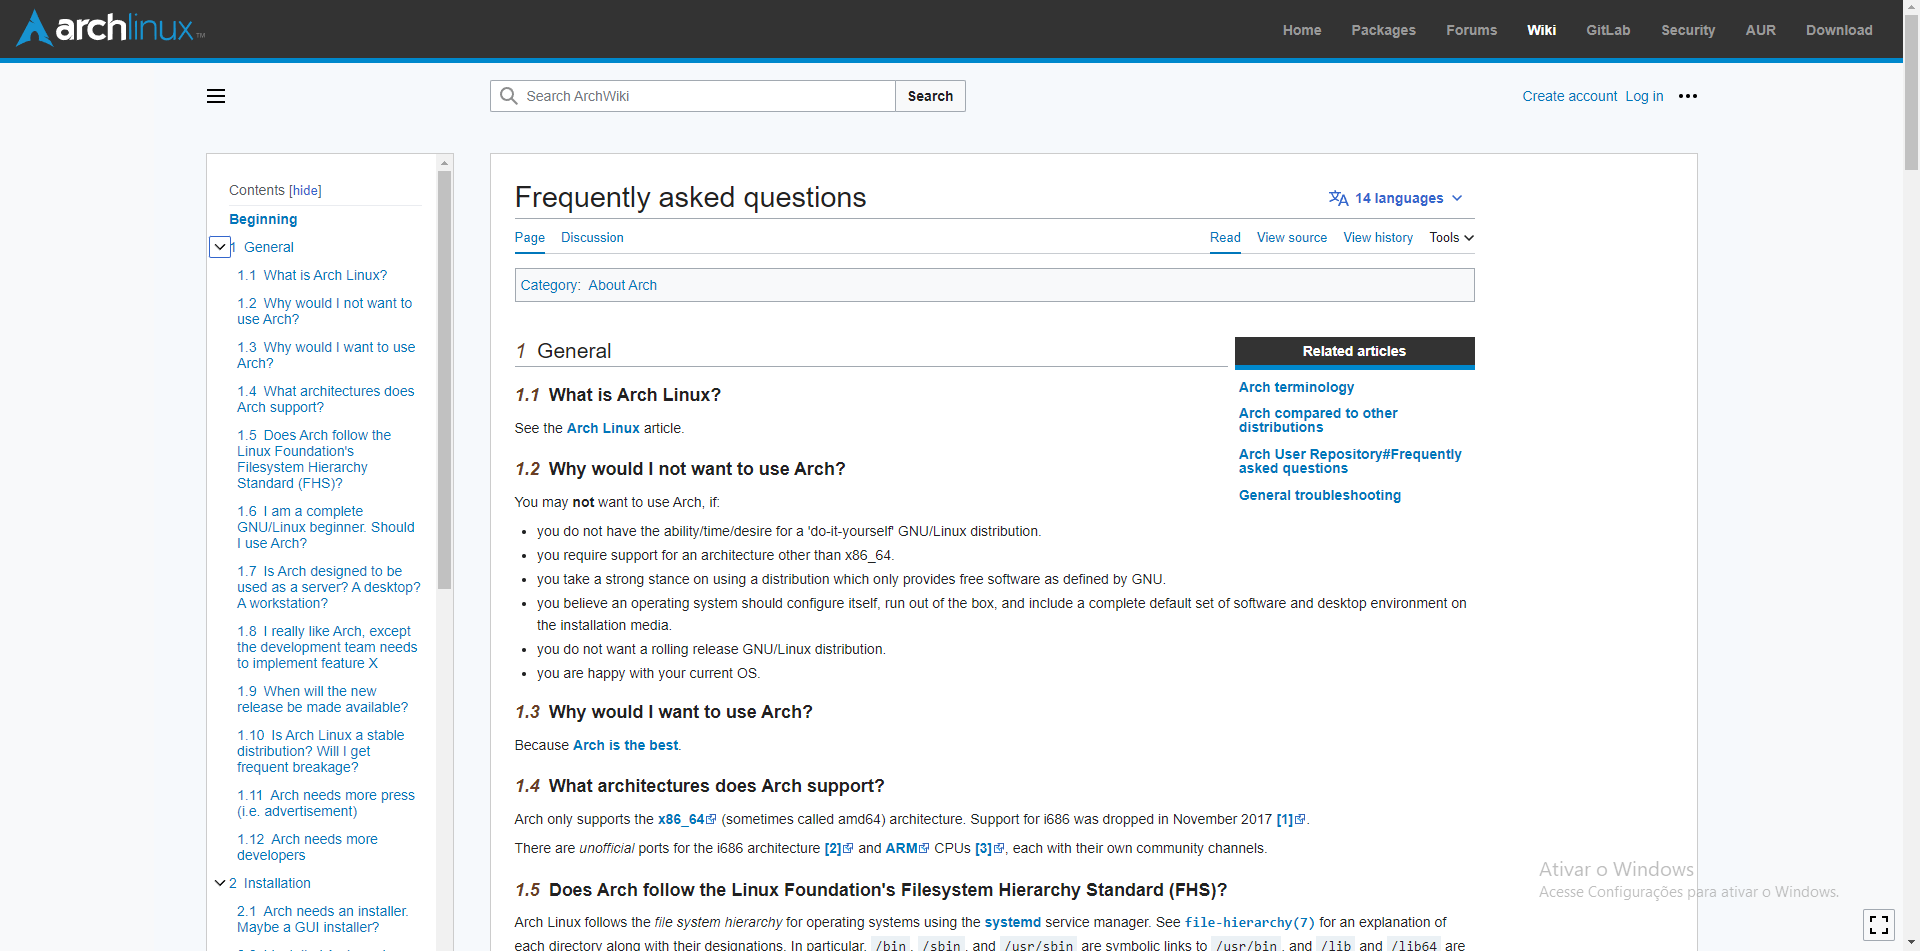 archlinux™
Home Packages Forums Wiki GitLab Security AUR Download
Search ArchWiki Search
Create account Log in
Contents [hide]
Beginning
1 General
1.1 What is Arch Linux?
1.2 Why would I not want to
use Arch?
1.3 Why would I want to use
Arch?
1.4 What architectures does
Arch support?
1.5 Does Arch follow the
Linux Foundation's
Filesystem Hierarchy
Standard (FHS)?
1.6 I am a complete
GNU/Linux beginner. Should
I use Arch?
1.7 Is Arch designed to be
used as a server? A desktop?
A workstation?
1.8 I really like Arch, except
the development team needs
to implement feature X
1.9 When will the new
release be made available?
1.10 Is Arch Linux a stable
distribution? Will I get
frequent breakage?
1.11 Arch needs more press
(i.e. advertisement)
1.12 Arch needs more
developers
2 Installation
2.1 Arch needs an installer.
Maybe a GUI installer?
Frequently asked questions
14 languages
Page Discussion
Read View source View history Tools
Category: About Arch
1 General
1.1 What is Arch Linux?
See the Arch Linux article.
1.2 Why would I not want to use Arch?
You may not want to use Arch, if:
• you do not have the ability/time/desire for a 'do-it-yourself' GNU/Linux distribution.
• you require support for an architecture other than x86_64.
• you take a strong stance on using a distribution which only provides free software as defined by GNU.
• you believe an operating system should configure itself, run out of the box, and include a complete default set of software and desktop environment on
the installation media.
• you do not want a rolling release GNU/Linux distribution.
• you are happy with your current OS.
1.3 Why would I want to use Arch?
Because Arch is the best.
1.4 What architectures does Arch support?
Arch only supports the x86_64 (sometimes called amd64) architecture. Support for i686 was dropped in November 2017 [1].
There are unofficial ports for the i686 architecture [2] and ARM CPUs [3], each with their own community channels.
1.5 Does Arch follow the Linux Foundation's Filesystem Hierarchy Standard (FHS)?
Arch Linux follows the file system hierarchy for operating systems using the systemd service manager. See file-hierarchy(7) for an explanation of
each directory along with their designations. In particular, /bin, /sbin, and /usr/sbin are symbolic links to /usr/bin, and /lib and /lib64 are
Related articles
Arch terminology
Arch compared to other
distributions
Arch User Repository#Frequently
asked questions
General troubleshooting
Ativar o Windows
Acesse Configurações para ativar o Windows.